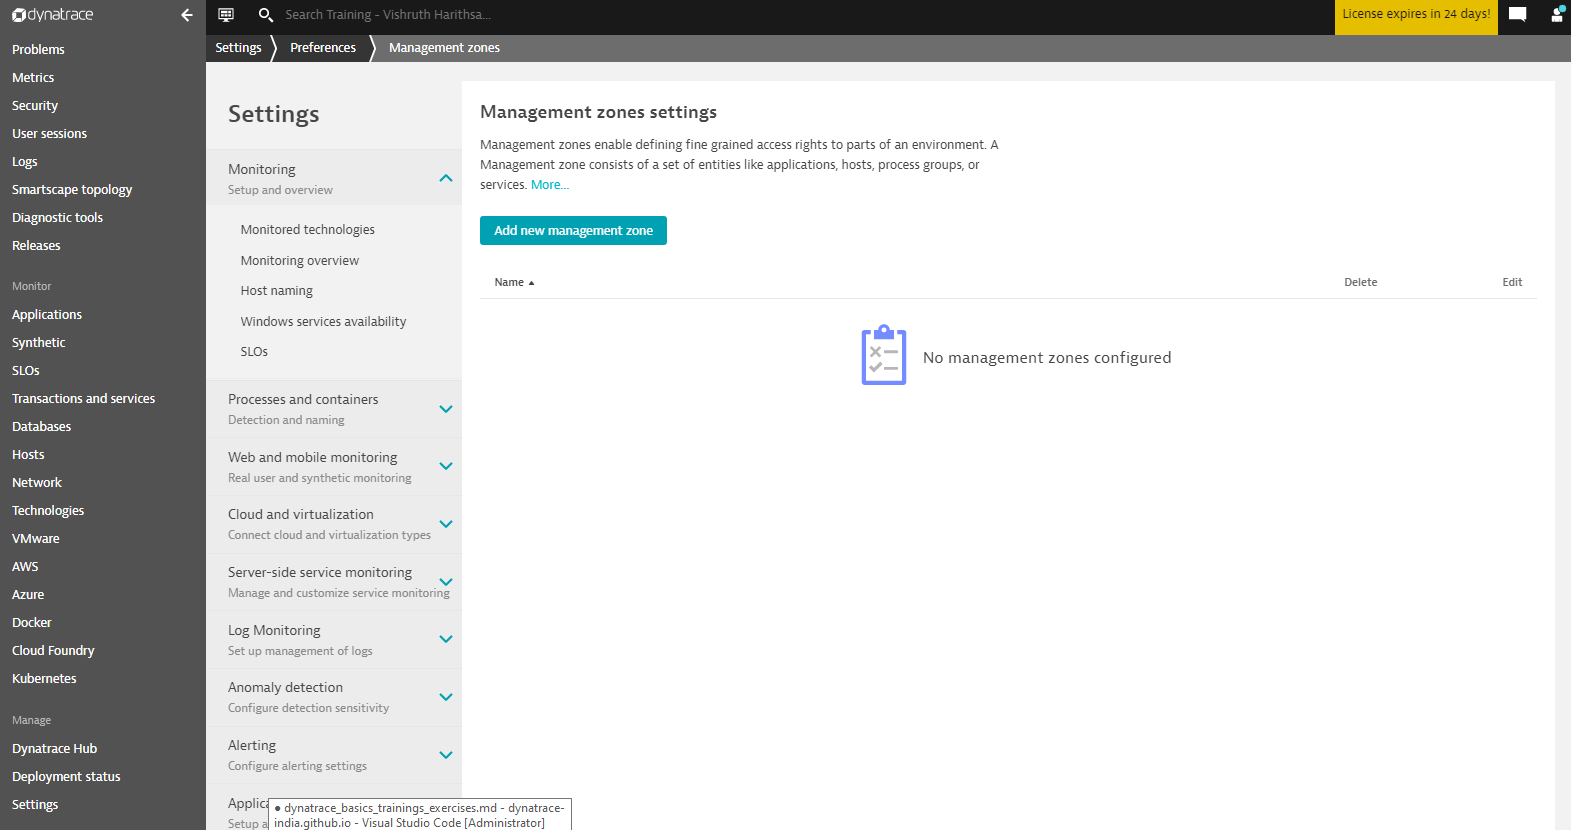 dynatrace
Search Training - Vishruth Harithsa...
License expires in 24 days!
Settings
Preferences
Management zones
Problems
Metrics
Security
User sessions
Logs
Smartscape topology
Diagnostic tools
Releases
Monitor
Applications
Synthetic
SLOs
Transactions and services
Databases
Hosts
Network
Technologies
VMware
AWS
Azure
Docker
Cloud Foundry
Kubernetes
Manage
Dynatrace Hub
Deployment status
Settings
Settings
Monitoring
Setup and overview
Monitored technologies
Monitoring overview
Host naming
Windows services availability
SLOs
Processes and containers
Detection and naming
Web and mobile monitoring
Real user and synthetic monitoring
Cloud and virtualization
Connect cloud and virtualization types
Server-side service monitoring
Manage and customize service monitoring
Log Monitoring
Set up management of logs
Anomaly detection
Configure detection sensitivity
Alerting
Configure alerting settings
Setup
● dynatrace_basics_trainings_exercises.md - dynatrace-
india.github.io - Visual Studio Code [Administrator]
Management zones settings
Management zones enable defining fine grained access rights to parts of an environment. A
Management zone consists of a set of entities like applications, hosts, process groups, or
services. More...
Add new management zone
Name ▲
Delete
Edit
No management zones configured